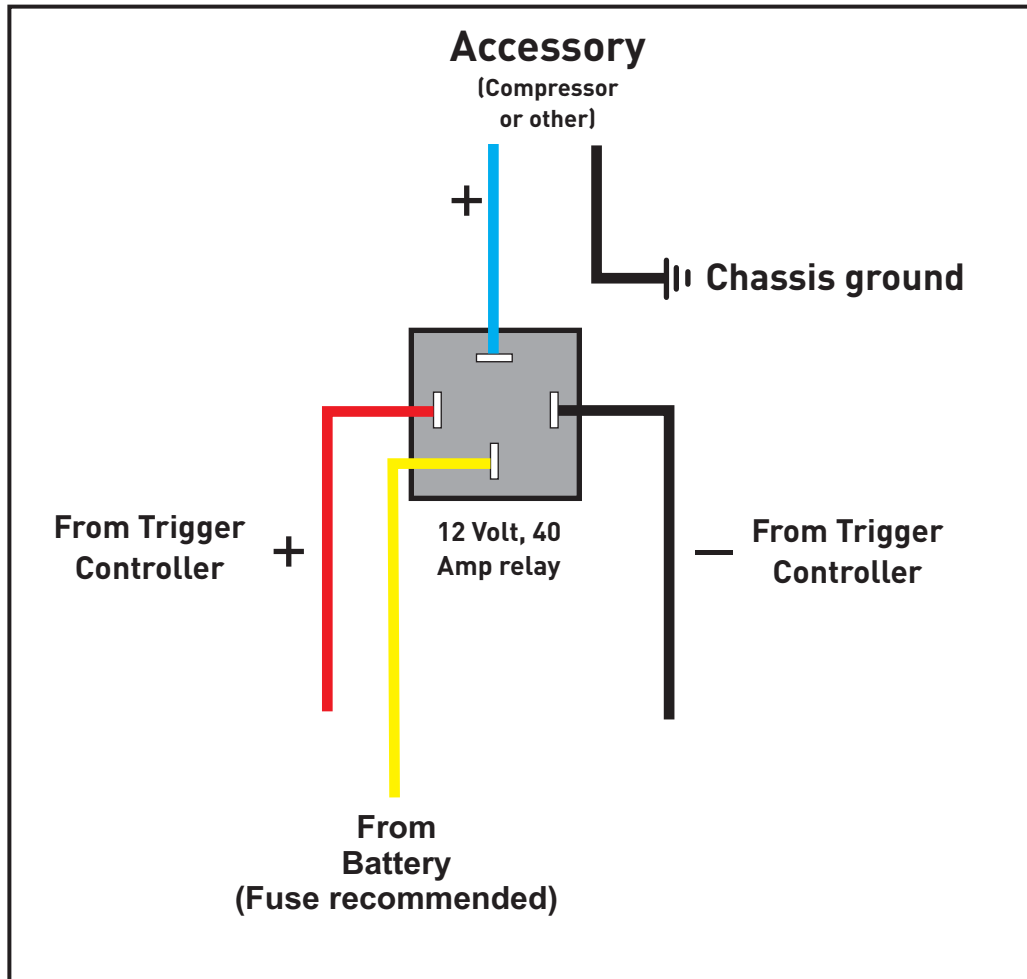 Accessory
(Compressor
or other)
+
Chassis ground
From Trigger
Controller
+
12 Volt, 40
Amp relay
—
From Trigger
Controller
From
Battery
(Fuse recommended)